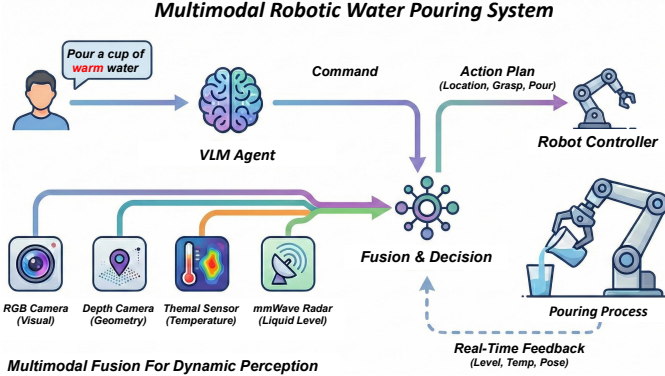 Multimodal Robotic Water Pouring System
Pour a cup of
warm water
Command
Action Plan
(Location, Grasp, Pour)
VLM Agent
Robot Controller
Fusion & Decision
RGB Camera
(Visual)
Depth Camera
(Geometry)
Themal Sensor
(Temperature)
mmWave Radar
(Liquid Level)
Pouring Process
Real-Time Feedback
(Level, Temp, Pose)
Multimodal Fusion For Dynamic Perception